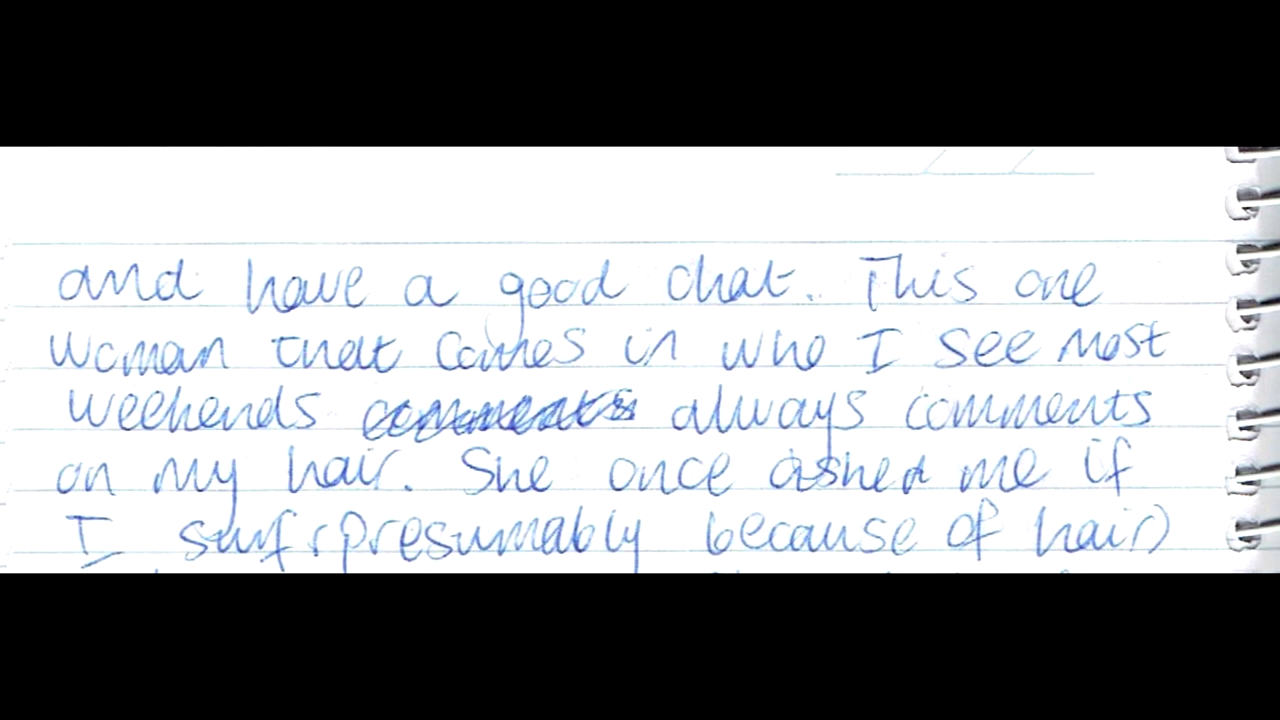 and have a good chat. This one
woman that comes in who I see most
weekends comments always comments
on my hair. She once asked me if
I surf (presumably because of hair)